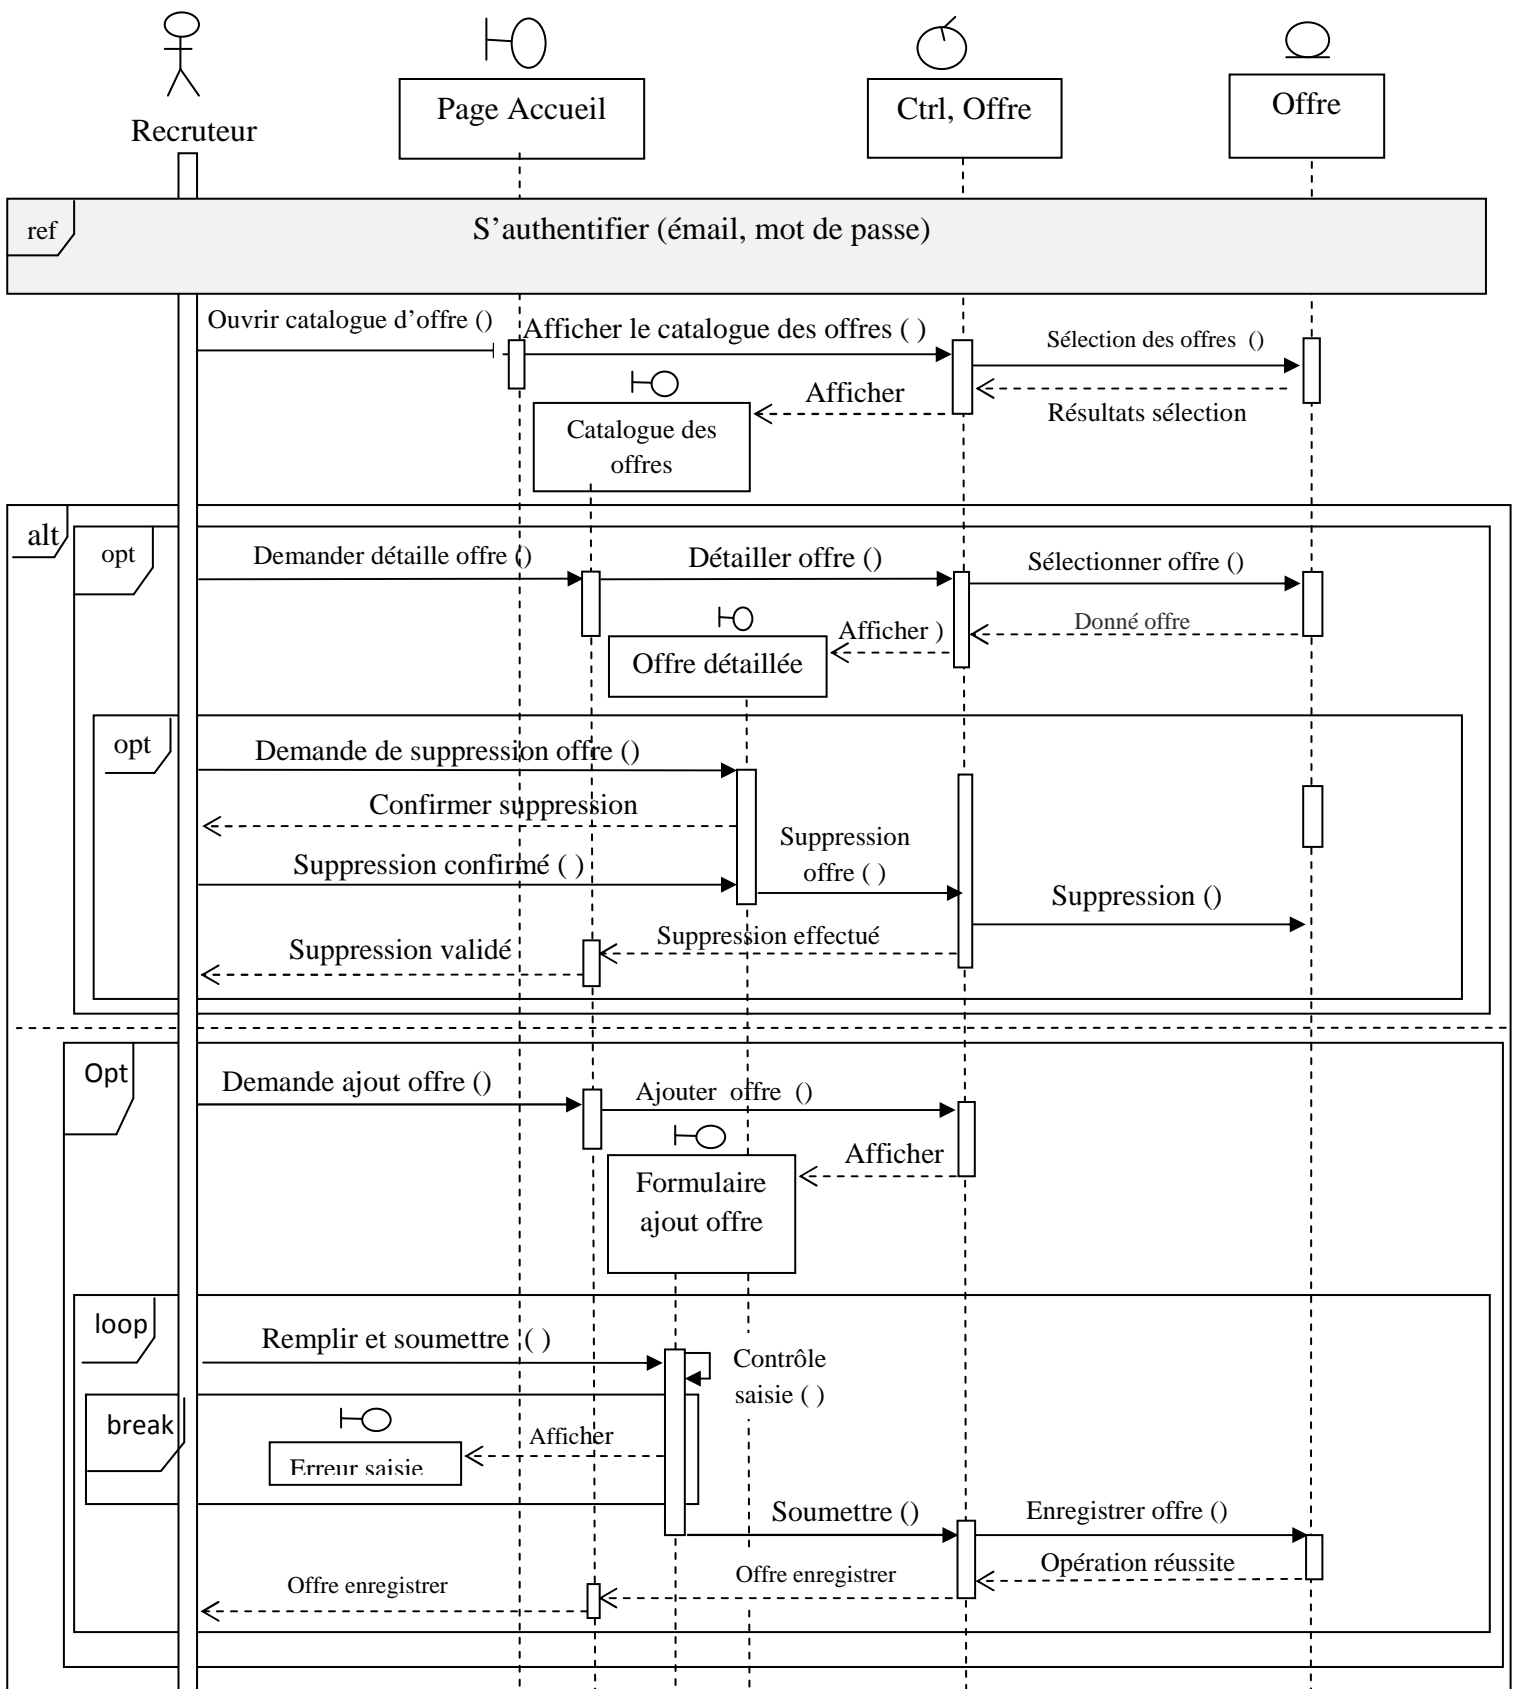 Recruteur
Page Accueil
Ctrl, Offre
Offre
ref
S’authentifier (émail, mot de passe)
Ouvrir catalogue d’offre ()
Afficher le catalogue des offres ( )
Sélection des offres ()
Afficher
Résultats sélection
Catalogue des
offres
alt
opt
Demander détaille offre ()
Détailler offre ()
Sélectionner offre ()
Donné offre
Afficher )
Offre détaillée
opt
Demande de suppression offre ()
Confirmer suppression
Suppression
offre ( )
Suppression confirmé ( )
Suppression ()
Suppression effectué
Suppression validé
Opt
Demande ajout offre ()
Ajouter offre ()
Afficher
Formulaire
ajout offre
loop
Remplir et soumettre ( )
Contrôle
saisie ( )
break
Afficher
Erreur saisie
Soumettre ()
Enregistrer offre ()
Opération réussite
Offre enregistrer
Offre enregistrer